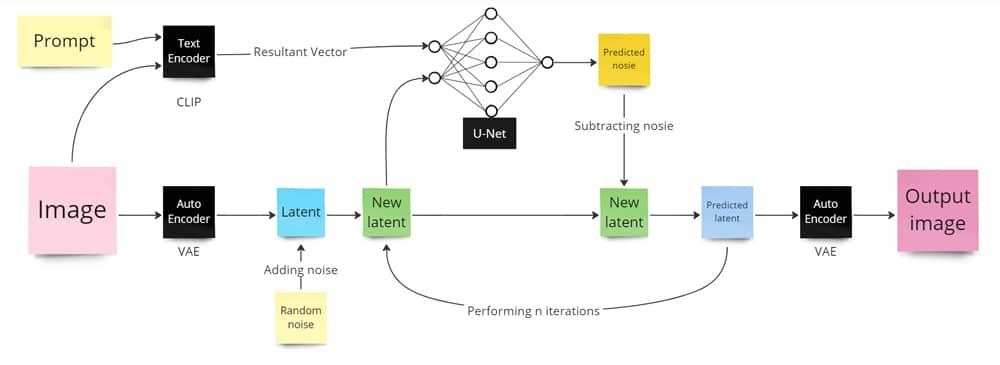 Prompt
Text
Encoder
CLIP
Resultant Vector
U-Net
Predicted
nosie
Subtracting nosie
Image
Auto
Encoder
VAE
Latent
Adding noise
Random
noise
New
latent
New
latent
Predicted
latent
Performing n iterations
Auto
Encoder
VAE
Output
image